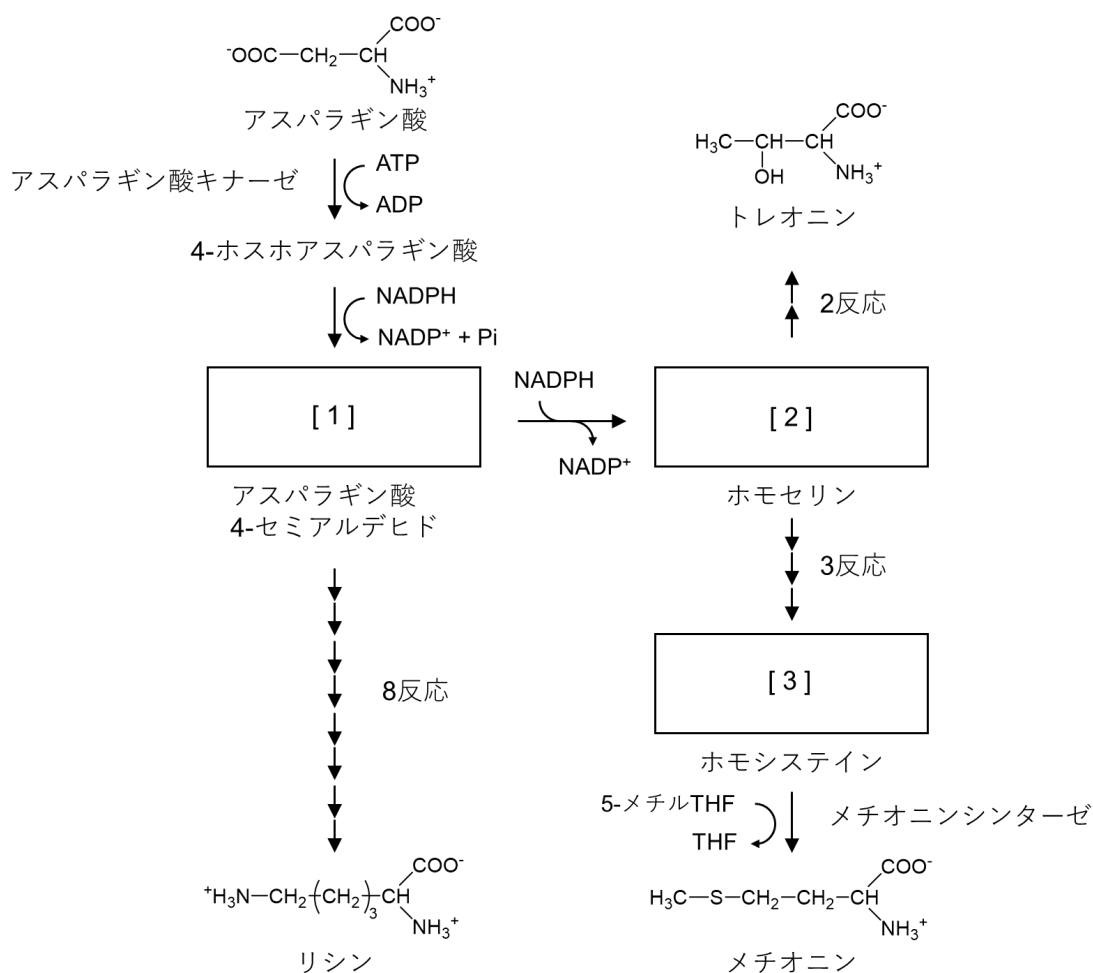 COO⁻
⁻OOC—CH₂—CH
NH₃⁺
アスパラギン酸
アスパラギン酸キナーゼ
ATP
ADP
4-ホスホアスパラギン酸
NADPH
NADP⁺ + Pi
[ 1 ]
アスパラギン酸
4-セミアルデヒド
8反応
COO⁻
⁺H₃N—CH₂(CH₂)₃CH
NH₃⁺
リシン
NADPH
NADP⁺
COO⁻
H₃C—CH—CH
OH
NH₃⁺
トレオニン
2反応
[ 2 ]
ホモセリン
3反応
[ 3 ]
ホモシステイン
5-メチルTHF
THF
メチオニンシンターゼ
COO⁻
H₃C—S—CH₂—CH₂—CH
NH₃⁺
メチオニン